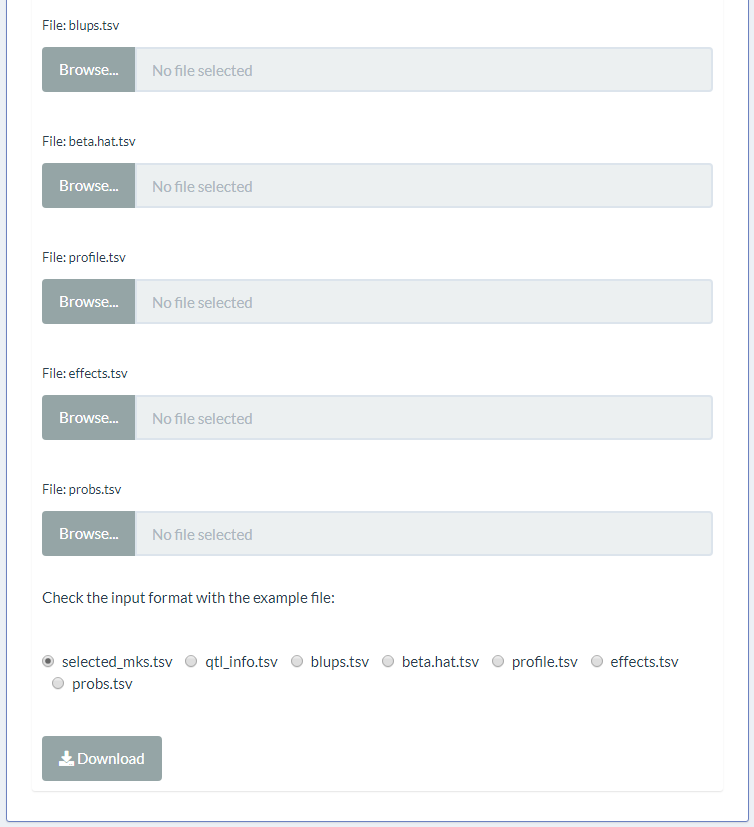 File: blups.tsv
Browse... No file selected
File: beta.hat.tsv
Browse... No file selected
File: profile.tsv
Browse... No file selected
File: effects.tsv
Browse... No file selected
File: probs.tsv
Browse... No file selected
Check the input format with the example file:
selected_mks.tsv qtl_info.tsv blups.tsv beta.hat.tsv profile.tsv effects.tsv
probs.tsv
Download